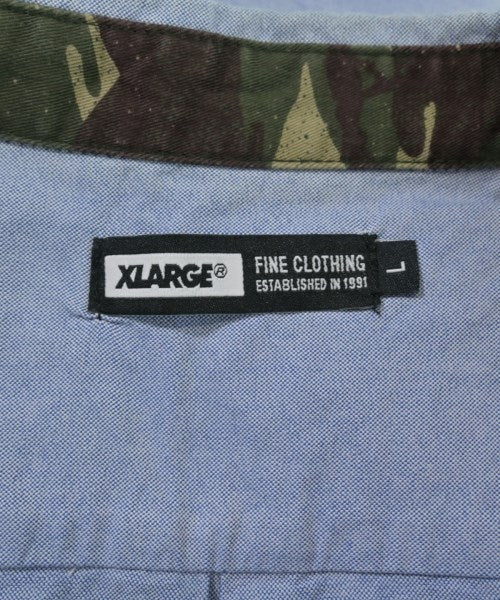 XLARGE®
FINE CLOTHING
ESTABLISHED IN 1991
L